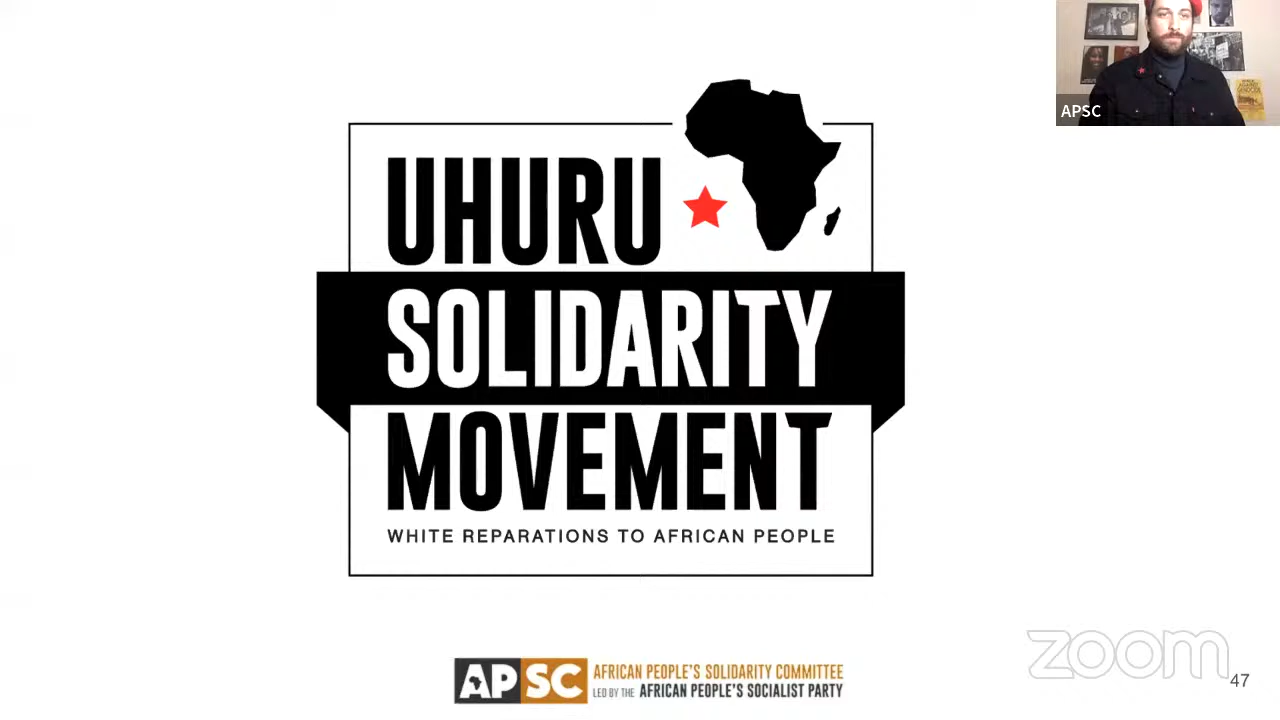 APSC
UHURU
SOLIDARITY
MOVEMENT
WHITE REPARATIONS TO AFRICAN PEOPLE
APSC AFRICAN PEOPLE'S SOLIDARITY COMMITTEE
LED BY THE AFRICAN PEOPLE'S SOCIALIST PARTY
zoom
47